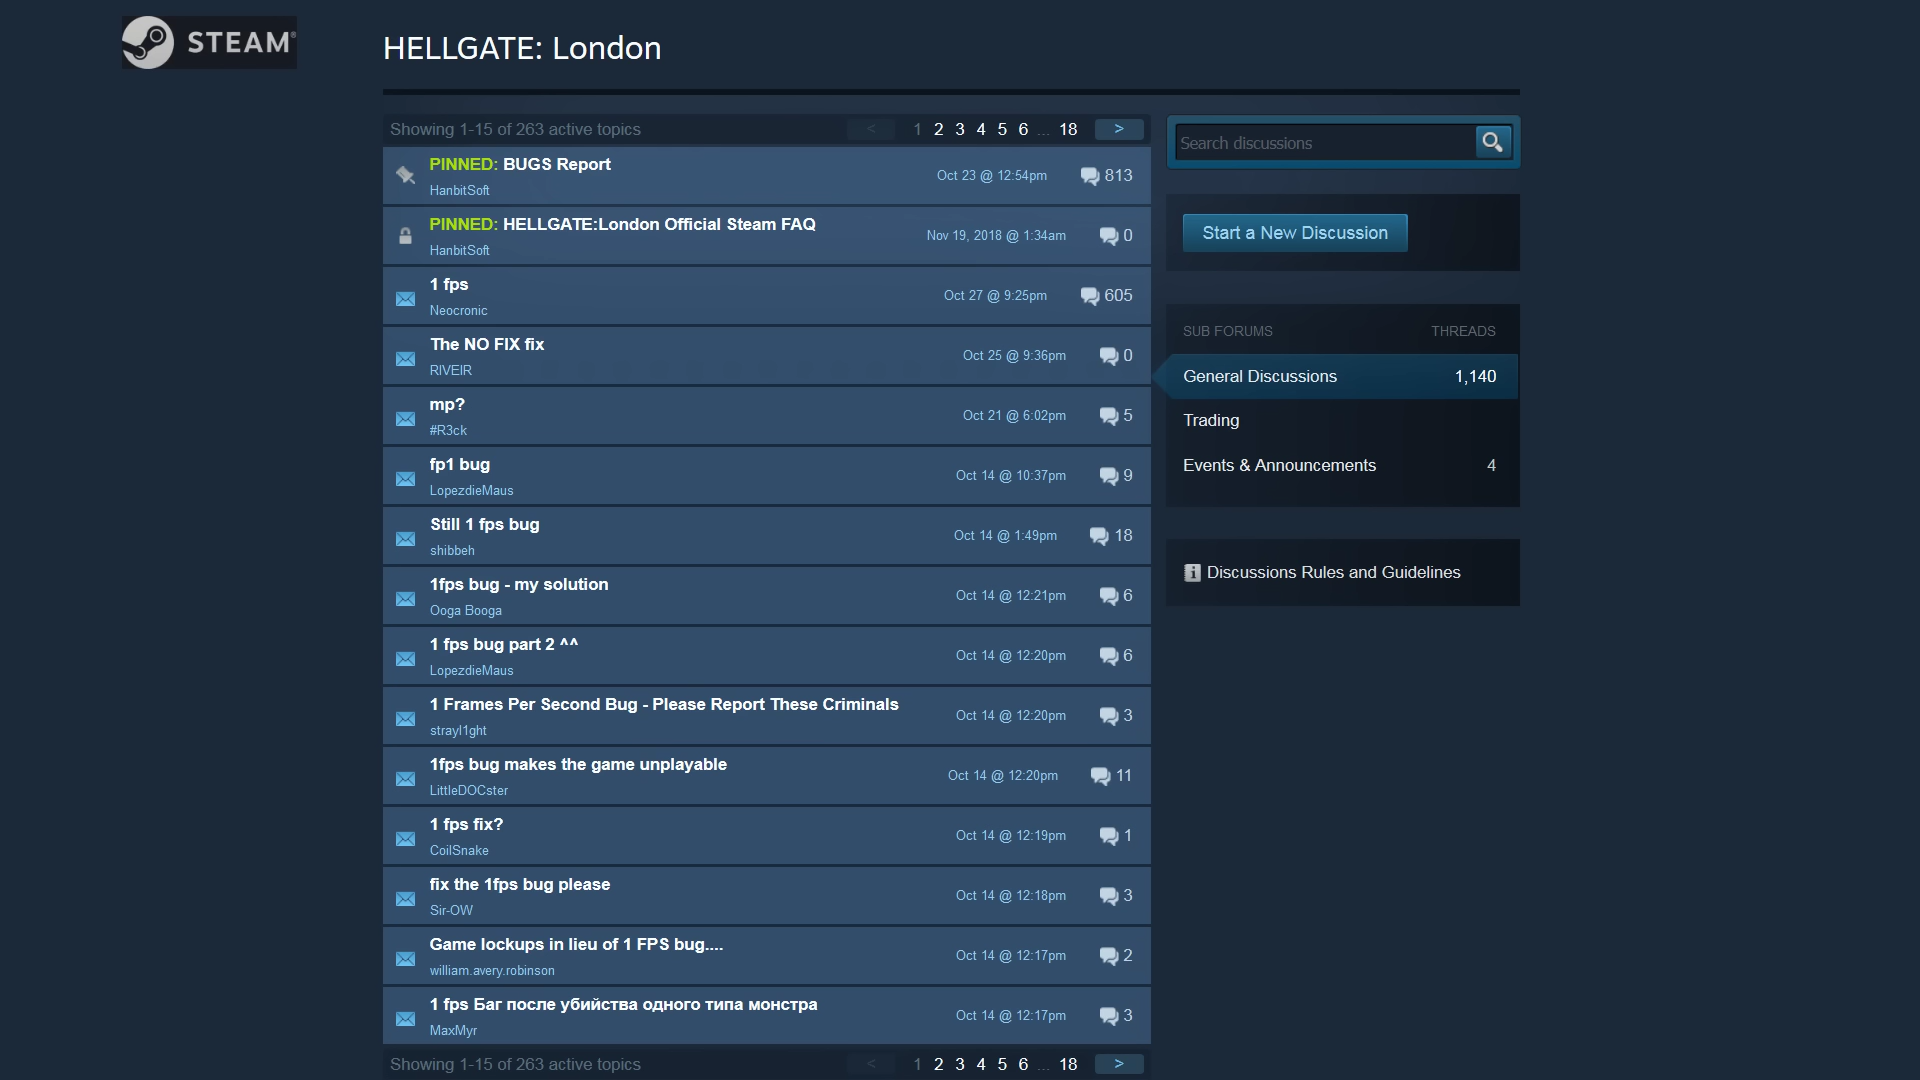 STEAM®
HELLGATE: London
Showing 1-15 of 263 active topics < 1 2 3 4 5 6 ... 18 >
Search discussions
PINNED: BUGS Report
HanbitSoft
Oct 23 @ 12:54pm 813
PINNED: HELLGATE:London Official Steam FAQ
HanbitSoft
Nov 19, 2018 @ 1:34am 0
Start a New Discussion
1 fps
Neocronic
Oct 27 @ 9:25pm 605
The NO FIX fix
RIVEIR
Oct 25 @ 9:36pm 0
SUB FORUMS THREADS
General Discussions 1,140
Trading
Events & Announcements 4
mp?
#R3ck
Oct 21 @ 6:02pm 5
fp1 bug
LopezdieMaus
Oct 14 @ 10:37pm 9
Still 1 fps bug
shibbeh
Oct 14 @ 1:49pm 18
Discussions Rules and Guidelines
1fps bug - my solution
Ooga Booga
Oct 14 @ 12:21pm 6
1 fps bug part 2 ^^
LopezdieMaus
Oct 14 @ 12:20pm 6
1 Frames Per Second Bug - Please Report These Criminals
strayl1ght
Oct 14 @ 12:20pm 3
1fps bug makes the game unplayable
LittleDOCster
Oct 14 @ 12:20pm 11
1 fps fix?
CoilSnake
Oct 14 @ 12:19pm 1
fix the 1fps bug please
Sir-OW
Oct 14 @ 12:18pm 3
Game lockups in lieu of 1 FPS bug....
william.avery.robinson
Oct 14 @ 12:17pm 2
1 fps Баг после убийства одного типа монстра
MaxMyr
Oct 14 @ 12:17pm 3
Showing 1-15 of 263 active topics < 1 2 3 4 5 6 ... 18 >